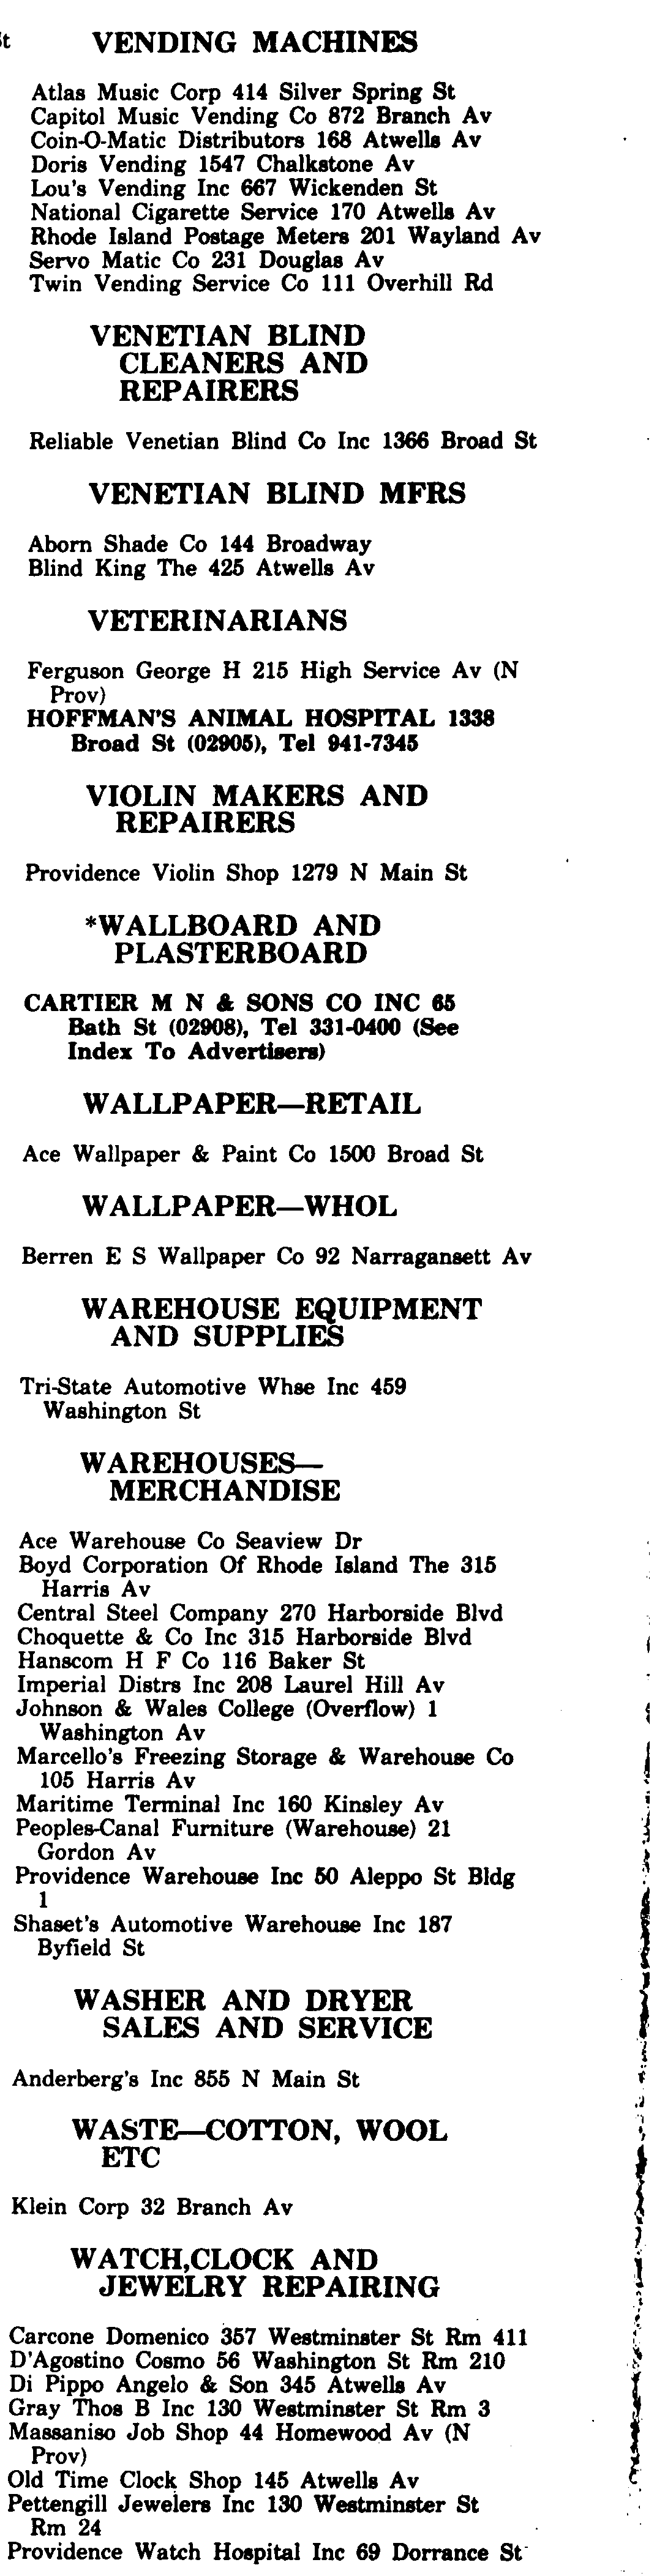 St
VENDING MACHINES
Atlas Music Corp 414 Silver Spring St
Capitol Music Vending Co 872 Branch Av
Coin-O-Matic Distributors 168 Atwells Av
Doris Vending 1547 Chalkstone Av
Lou's Vending Inc 667 Wickenden St
National Cigarette Service 170 Atwells Av
Rhode Island Postage Meters 201 Wayland Av
Servo Matic Co 231 Douglas Av
Twin Vending Service Co 111 Overhill Rd
VENETIAN BLIND
CLEANERS AND
REPAIRERS
Reliable Venetian Blind Co Inc 1366 Broad St
VENETIAN BLIND MFRS
Aborn Shade Co 144 Broadway
Blind King The 425 Atwells Av
VETERINARIANS
Ferguson George H 215 High Service Av (N
Prov)
HOFFMAN'S ANIMAL HOSPITAL 1338
Broad St (02905), Tel 941-7345
VIOLIN MAKERS AND
REPAIRERS
Providence Violin Shop 1279 N Main St
*WALLBOARD AND
PLASTERBOARD
CARTIER M N & SONS CO INC 65
Bath St (02908), Tel 331-0400 (See
Index To Advertisers)
WALLPAPER—RETAIL
Ace Wallpaper & Paint Co 1500 Broad St
WALLPAPER—WHOL
Berren E S Wallpaper Co 92 Narragansett Av
WAREHOUSE EQUIPMENT
AND SUPPLIES
Tri-State Automotive Whse Inc 459
Washington St
WAREHOUSES—
MERCHANDISE
Ace Warehouse Co Seaview Dr
Boyd Corporation Of Rhode Island The 315
Harris Av
Central Steel Company 270 Harborside Blvd
Choquette & Co Inc 315 Harborside Blvd
Hanscom H F Co 116 Baker St
Imperial Distrs Inc 208 Laurel Hill Av
Johnson & Wales College (Overflow) 1
Washington Av
Marcello's Freezing Storage & Warehouse Co
105 Harris Av
Maritime Terminal Inc 160 Kinsley Av
Peoples-Canal Furniture (Warehouse) 21
Gordon Av
Providence Warehouse Inc 50 Aleppo St Bldg
1
Shaset's Automotive Warehouse Inc 187
Byfield St
WASHER AND DRYER
SALES AND SERVICE
Anderberg's Inc 855 N Main St
WASTE—COTTON, WOOL
ETC
Klein Corp 32 Branch Av
WATCH,CLOCK AND
JEWELRY REPAIRING
Carcone Domenico 357 Westminster St Rm 411
D'Agostino Cosmo 56 Washington St Rm 210
Di Pippo Angelo & Son 345 Atwells Av
Gray Thos B Inc 130 Westminster St Rm 3
Massaniso Job Shop 44 Homewood Av (N
Prov)
Old Time Clock Shop 145 Atwells Av
Pettengill Jewelers Inc 130 Westminster St
Rm 24
Providence Watch Hospital Inc 69 Dorrance St